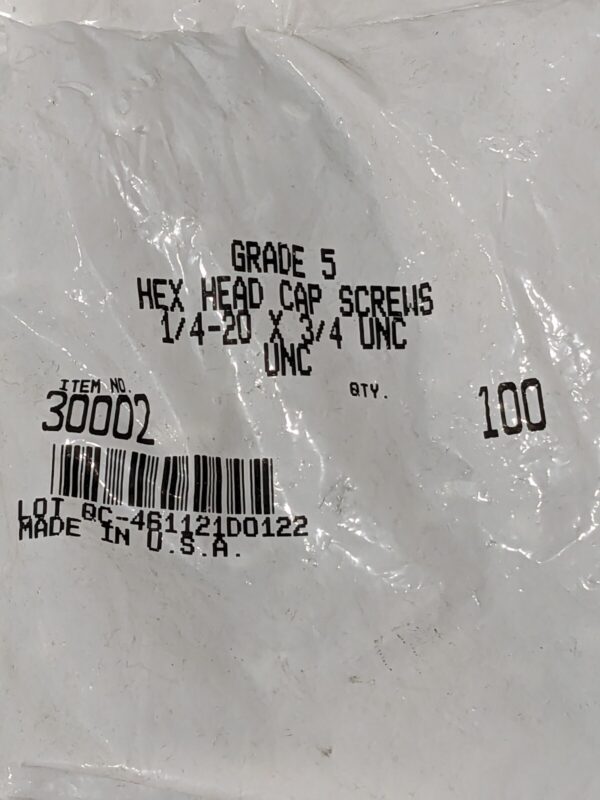 GRADE 5
HEX HEAD CAP SCREWS
1/4-20 X 3/4 UNC
UNC
ITEM NO.
30002
QTY.
100
LOT QC-461121D0122
MADE IN U.S.A.